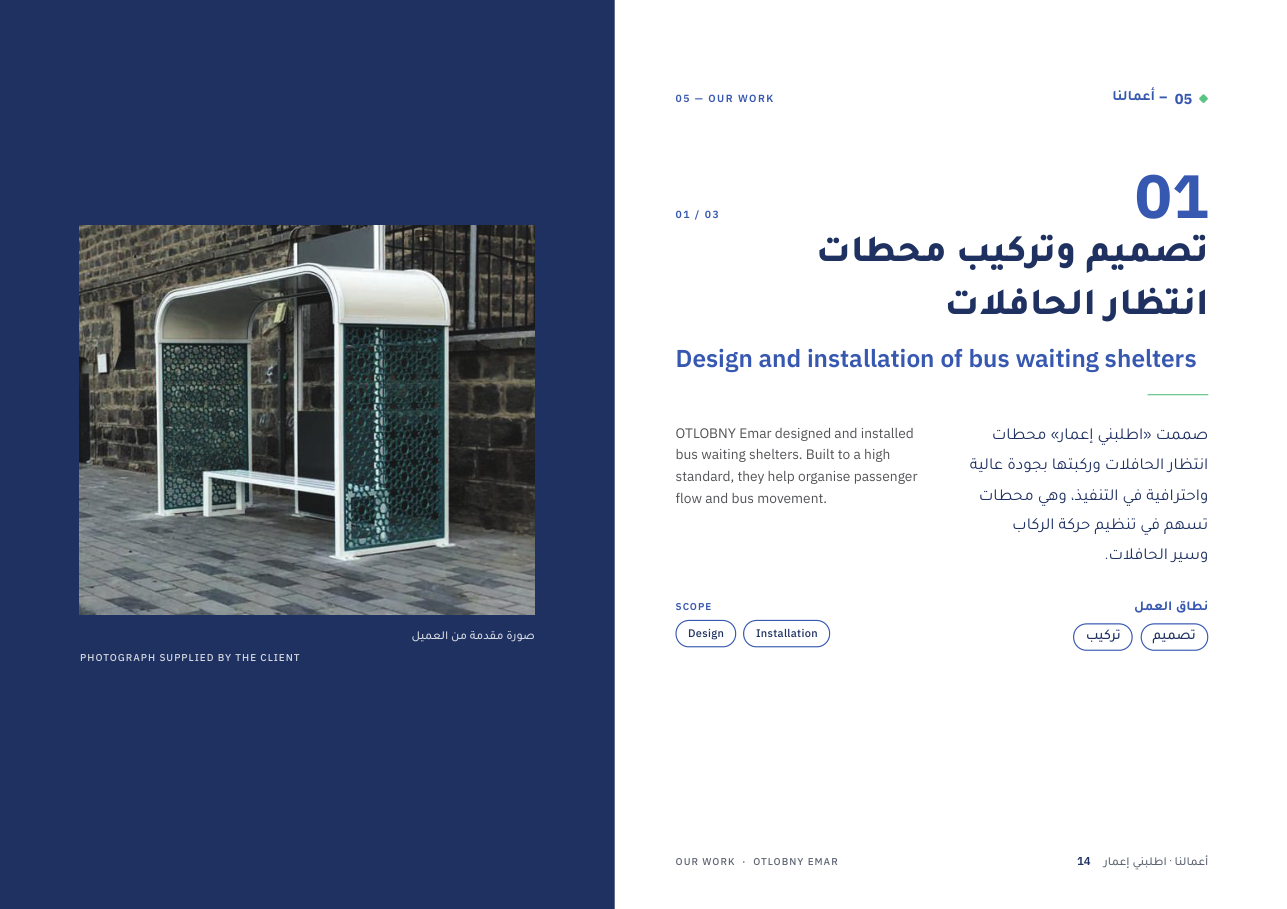 05 — OUR WORK
05 – أعمالنا
01 / 03
01
تصميم وتركيب محطات
انتظار الحافلات
Design and installation of bus waiting shelters
OTLOBNY Emar designed and installed
bus waiting shelters. Built to a high
standard, they help organise passenger
flow and bus movement.
صممت «اطلبني إعمار» محطات
انتظار الحافلات وركبتها بجودة عالية
واحترافية في التنفيذ، وهي محطات
تسهم في تنظيم حركة الركاب
وسير الحافلات.
SCOPE
Design
Installation
نطاق العمل
تصميم
تركيب
صورة مقدمة من العميل
PHOTOGRAPH SUPPLIED BY THE CLIENT
OUR WORK · OTLOBNY EMAR
أعمالنا · اطلبني إعمار 14